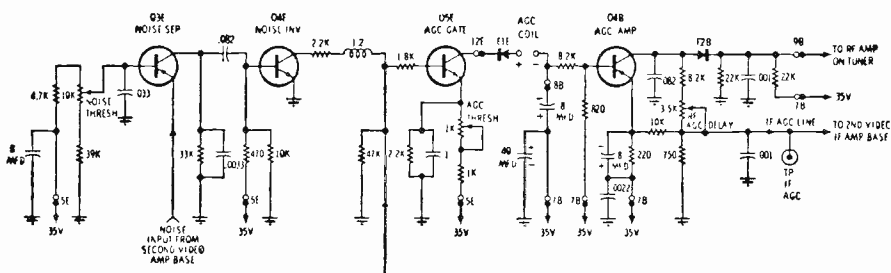 Q3E
NOISE SEP
Q4F
NOISE INV
Q5E
AGC GATE
12E
E1E
AGC
COIL
Q4B
AGC AMP
F2B
9B
TO RF AMP
ON TUNER
.082
2.2K
1.2
1.8K
8.2K
.082
8.2K
22K
.001
22K
7B
35V
4.7K
10K
NOISE
THRESH
.033
8
MFD
39K
5E
35V
33K
.0033
470
10K
5E
35V
NOISE
INPUT FROM
SECOND VIDEO
AMP BASE
47K
2.2K
.1
AGC
THRESH
1K
1K
5E
35V
8B
8
MFD
40
MFD
7B
35V
820
7B
35V
8
MFD
220
.0022
7B
35V
10K
3.5K
RF
AGC DELAY
750
IF AGC LINE
TO 2ND VIDEO
IF AMP BASE
.001
TP
IF
AGC